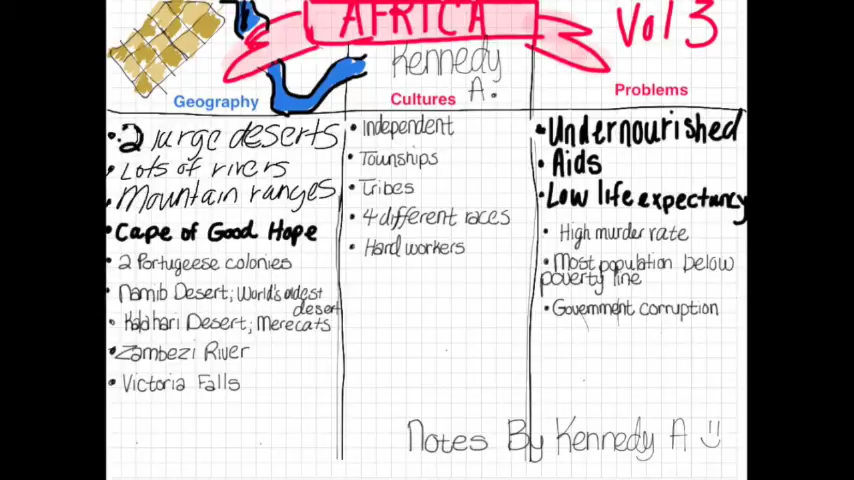 AFRICA
Vol 3
Kennedy
A.
Geography
Cultures
Problems
• 2 large deserts
• Lots of rivers
• Mountain ranges
• Cape of Good Hope
• 2 Portugeese colonies
• Namib Desert; World's oldest
desert
• Kalahari Desert; Merecats
• Zambezi River
• Victoria Falls
• Independent
• Townships
• Tribes
• 4 different races
• Hard workers
• Undernourished
• Aids
• Low life expectancy
• High murder rate
• Most population below
poverty line
• Government corruption
Notes By Kennedy A